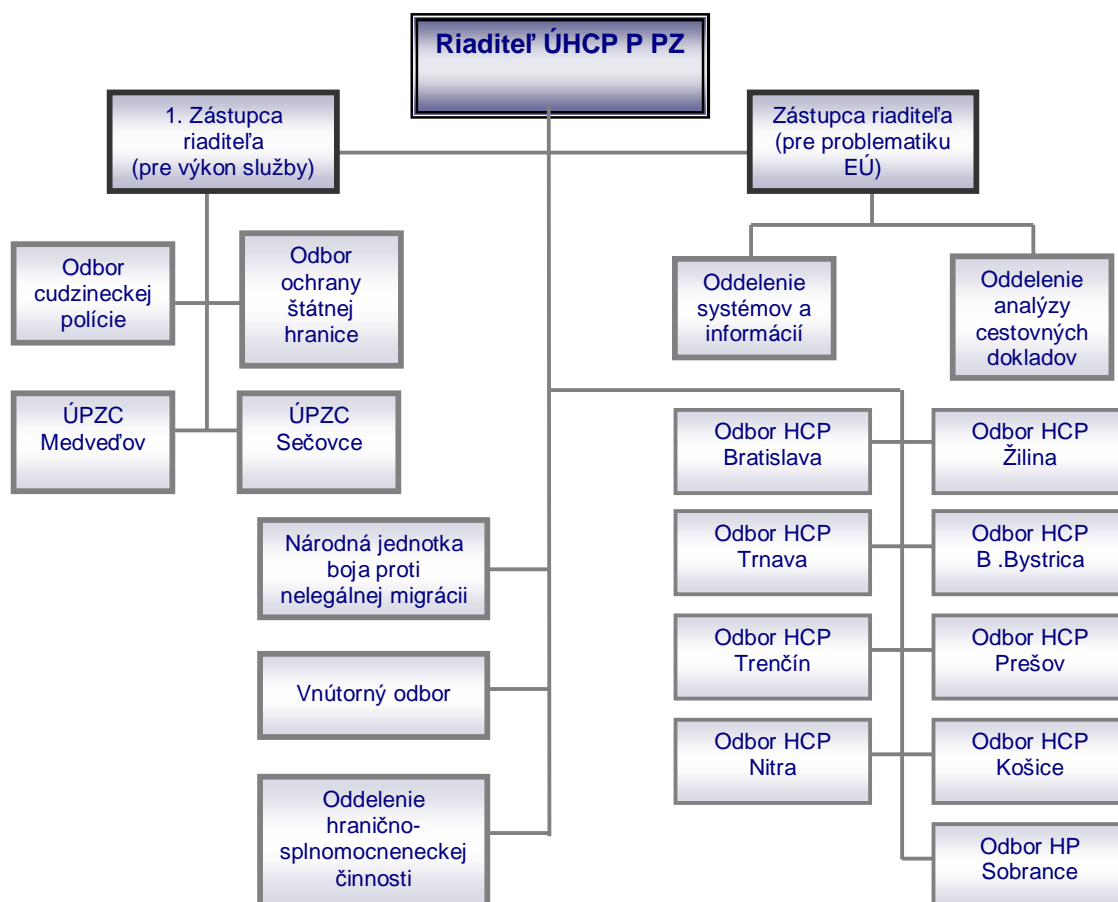 Riaditeľ ÚHCP P PZ
1. Zástupca
riaditeľa
(pre výkon služby)
Zástupca riaditeľa
(pre problematiku
EÚ)
Odbor
cudzineckej
polície
Odbor
ochrany
štátnej
hranice
Oddelenie
systémov a
informácií
Oddelenie
analýzy
cestovných
dokladov
ÚPZC
Medveďov
ÚPZC
Sečovce
Odbor HCP
Bratislava
Odbor HCP
Žilina
Národná jednotka
boja proti
nelegálnej migrácii
Odbor HCP
Trnava
Odbor HCP
B .Bystrica
Vnútorný odbor
Odbor HCP
Trenčín
Odbor HCP
Prešov
Odbor HCP
Nitra
Odbor HCP
Košice
Oddelenie
hranično-
splnomocneneckej
činnosti
Odbor HP
Sobrance